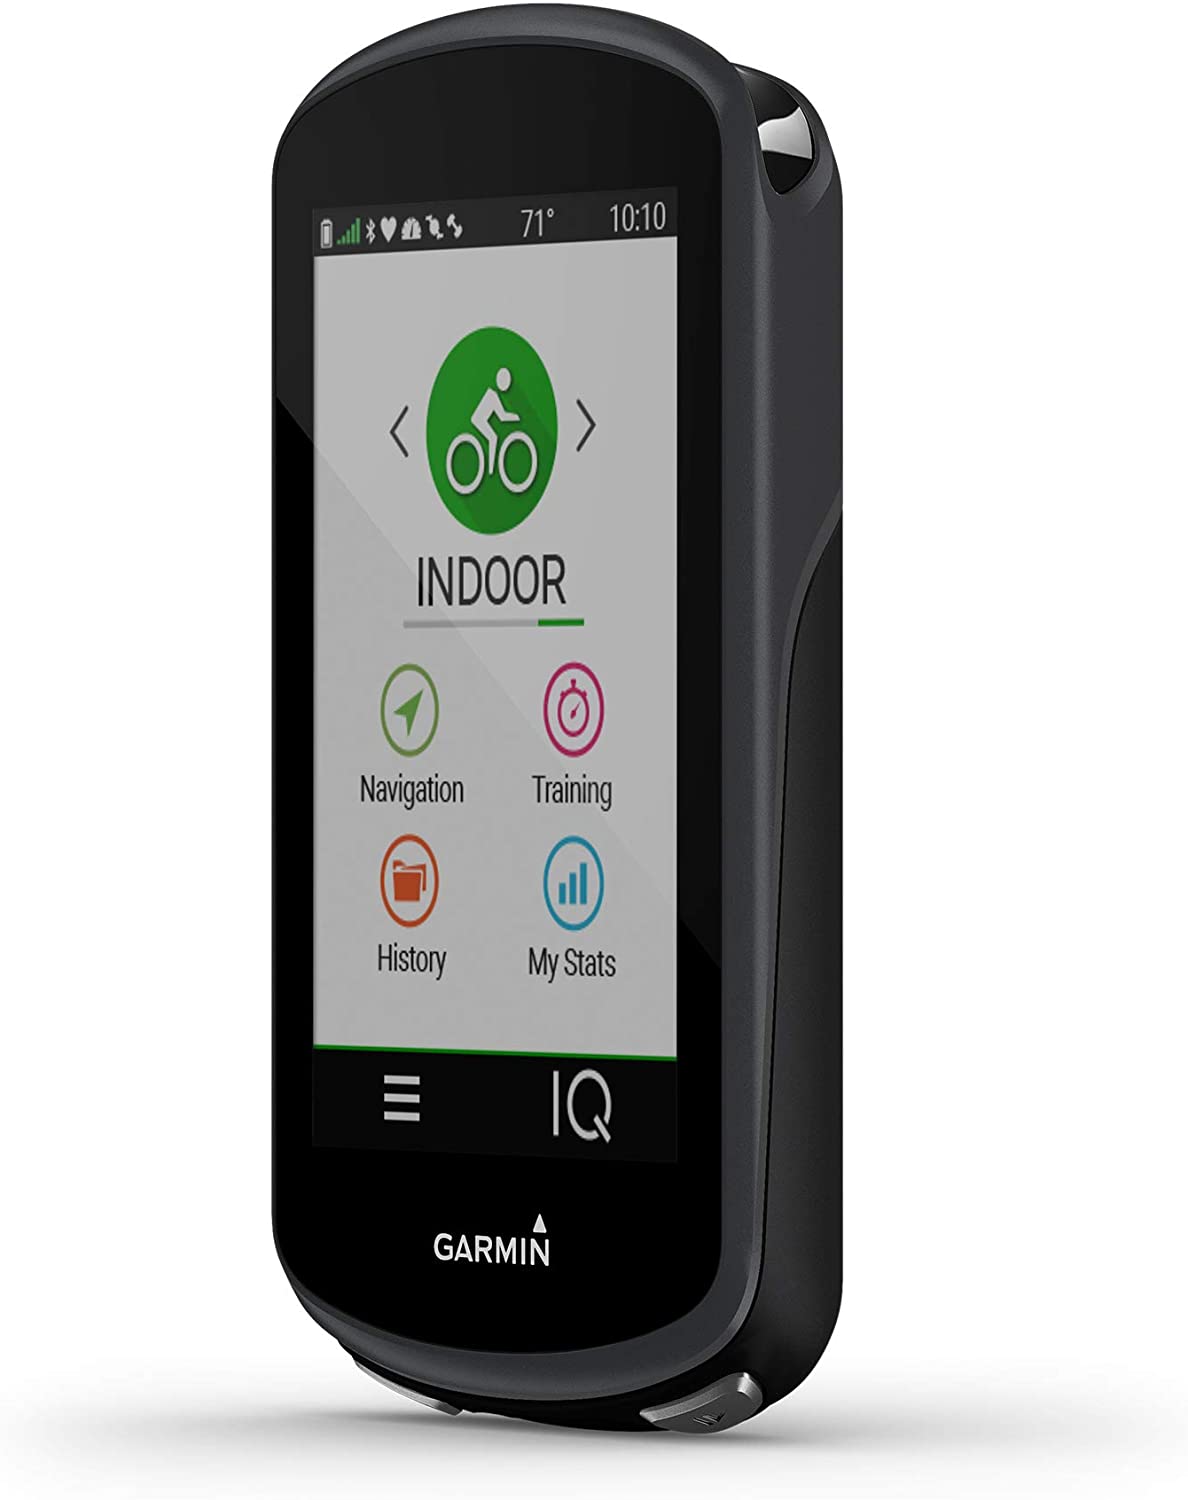 71° 10:10
INDOOR
Navigation Training
History My Stats
IQ
GARMIN